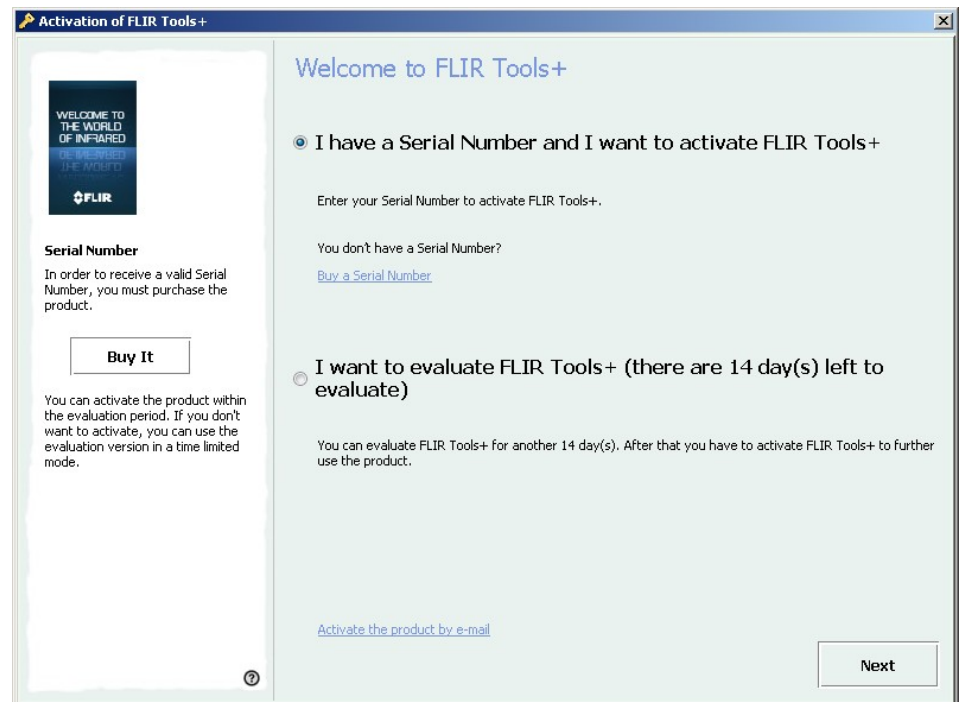 Activation of FLIR Tools+
WELCOME TO
THE WORLD
OF INFRARED
FLIR
Serial Number
In order to receive a valid Serial
Number, you must purchase the
product.
Buy It
You can activate the product within
the evaluation period. If you don't
want to activate, you can use the
evaluation version in a time limited
mode.
Welcome to FLIR Tools+
I have a Serial Number and I want to activate FLIR Tools+
Enter your Serial Number to activate FLIR Tools+.
You don't have a Serial Number?
Buy a Serial Number
I want to evaluate FLIR Tools+ (there are 14 day(s) left to
evaluate)
You can evaluate FLIR Tools+ for another 14 day(s). After that you have to activate FLIR Tools+ to further
use the product.
Activate the product by e-mail
Next